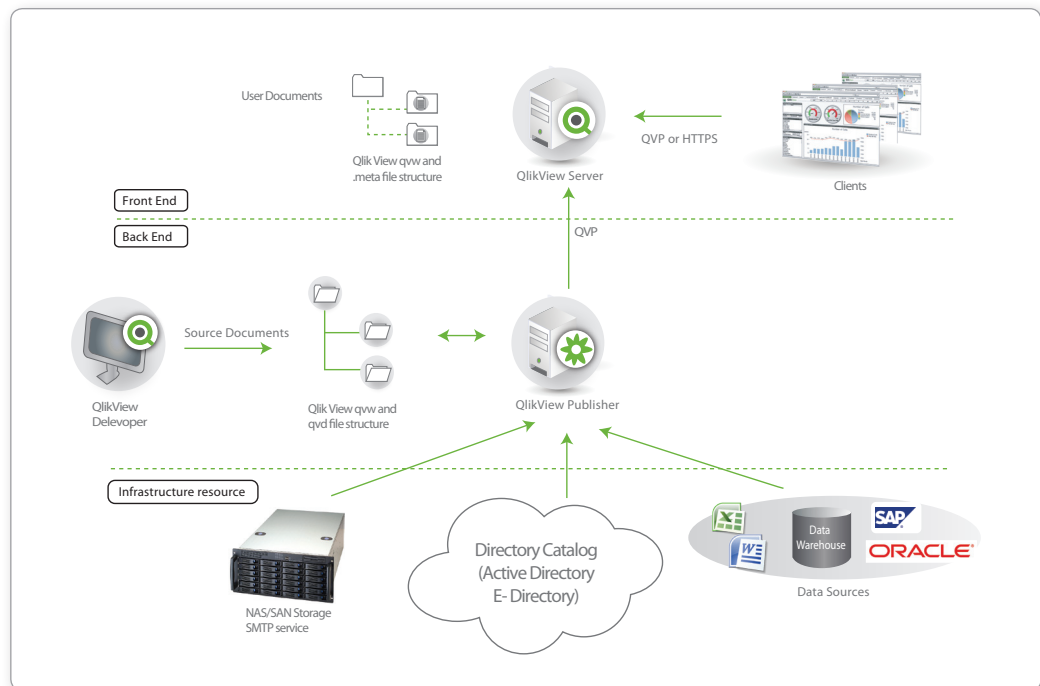 User Documents
Qlik View qvw and
.meta file structure
QlikView Server
QVP or HTTPS
Clients
Front End
Back End
QVP
Source Documents
QlikView
Delevoper
Qlik View qvw and
qvd file structure
QlikView Publisher
Infrastructure resource
NAS/SAN Storage
SMTP service
Directory Catalog
(Active Directory
E- Directory)
Data
Warehouse
SAP
ORACLE
Data Sources